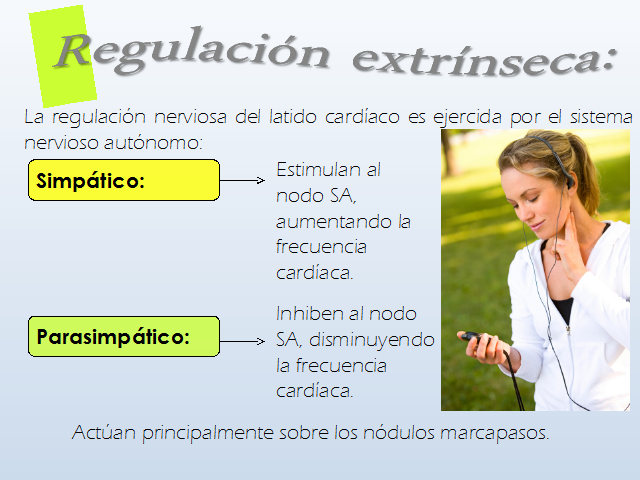 Regulación extrínseca:
La regulación nerviosa del latido cardíaco es ejercida por el sistema
nervioso autónomo:
Simpático:
Estimulan al
nodo SA,
aumentando la
frecuencia
cardíaca.
Parasimpático:
Inhiben al nodo
SA, disminuyendo
la frecuencia
cardíaca.
Actúan principalmente sobre los nódulos marcapasos.